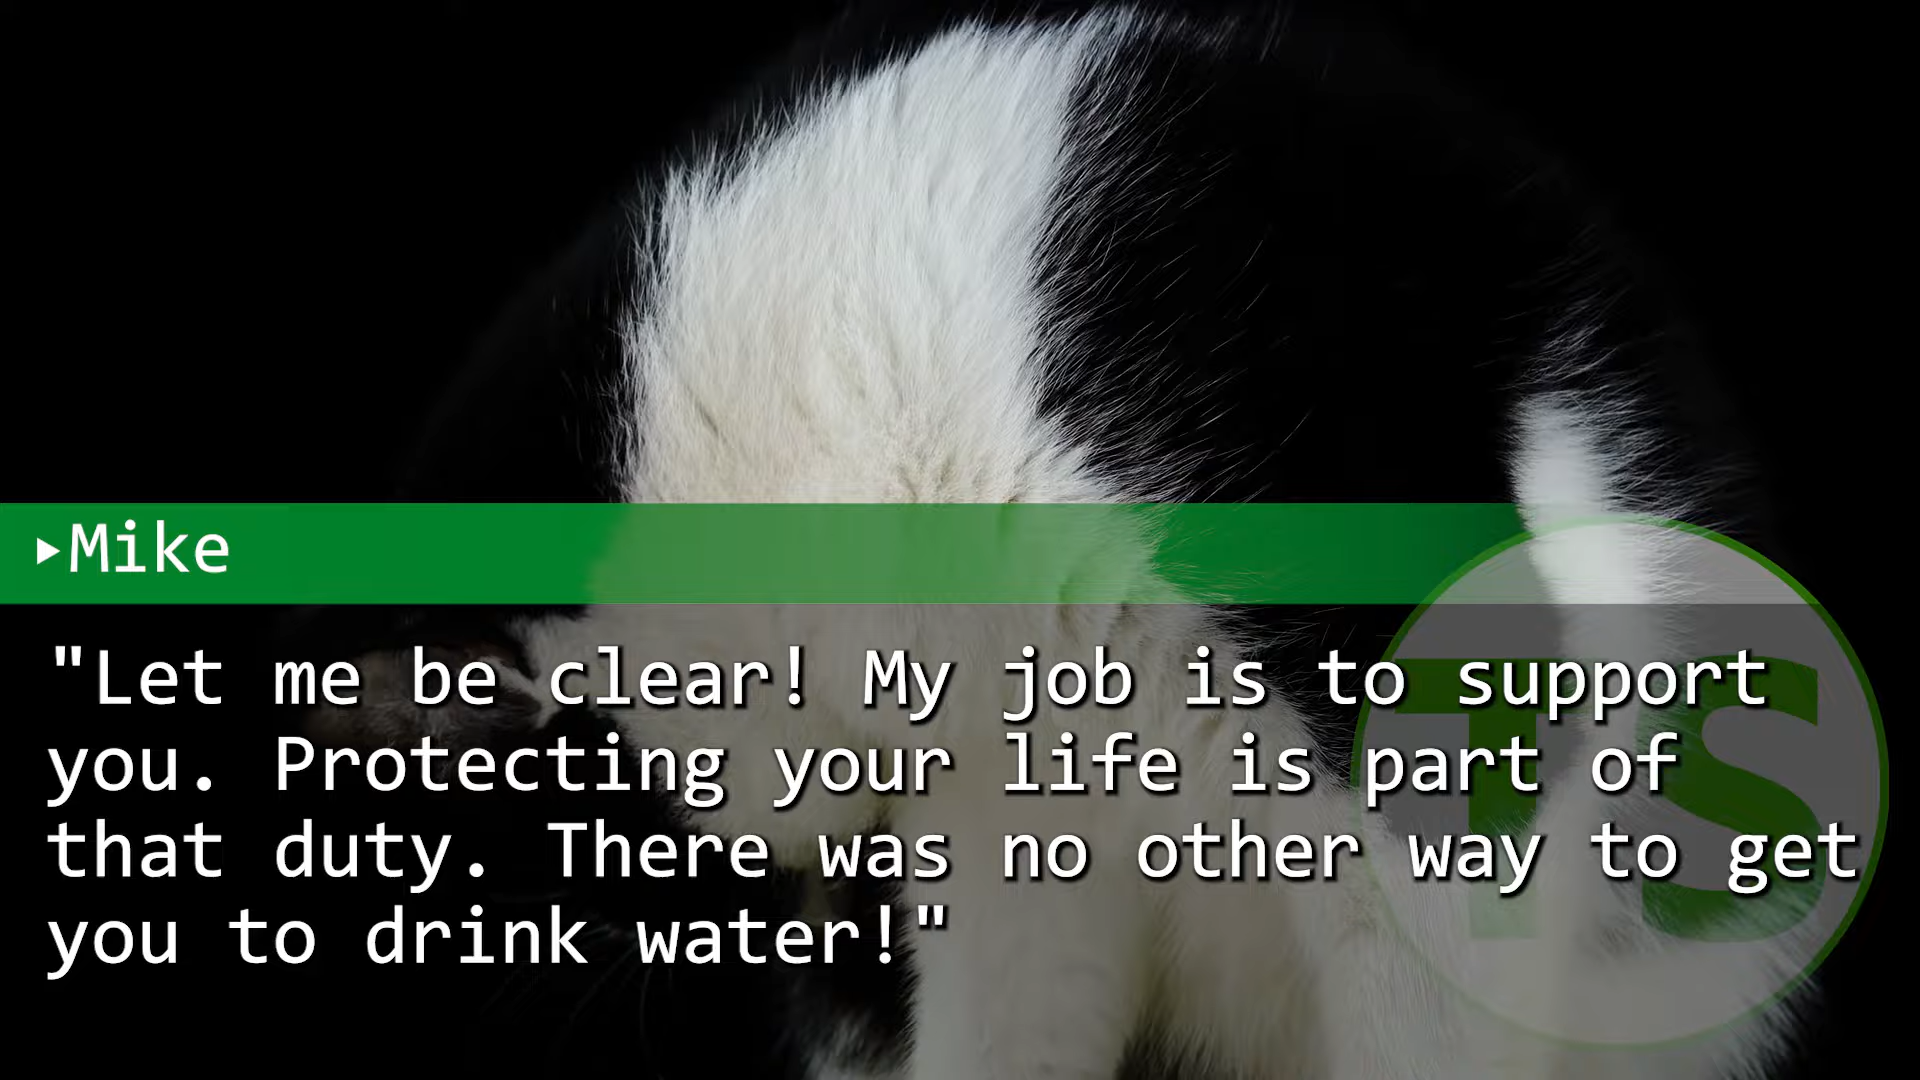 ▶Mike
"Let me be clear! My job is to support
you. Protecting your life is part of
that duty. There was no other way to get
you to drink water!"
TS